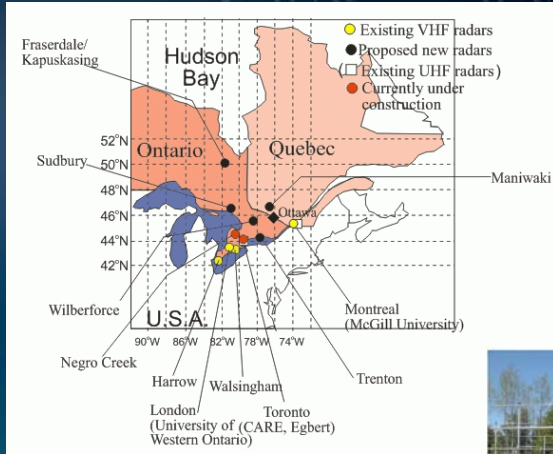 Existing VHF radars
Proposed new radars
(Existing UHF radars)
Currently under
construction
Fraserdale/
Kapuskasing
Hudson
Bay
52°N
50°N
48°N
46°N
44°N
42°N
Ontario
Quebec
Sudbury
Maniwaki
Ottawa
Wilberforce
U.S.A.
90°W 86°W 82°W 78°W 74°W
Montreal
(McGill University)
Negro Creek
Harrow
Walsingham
Trenton
London
(University of
Western Ontario)
Toronto
(CARE, Egbert)